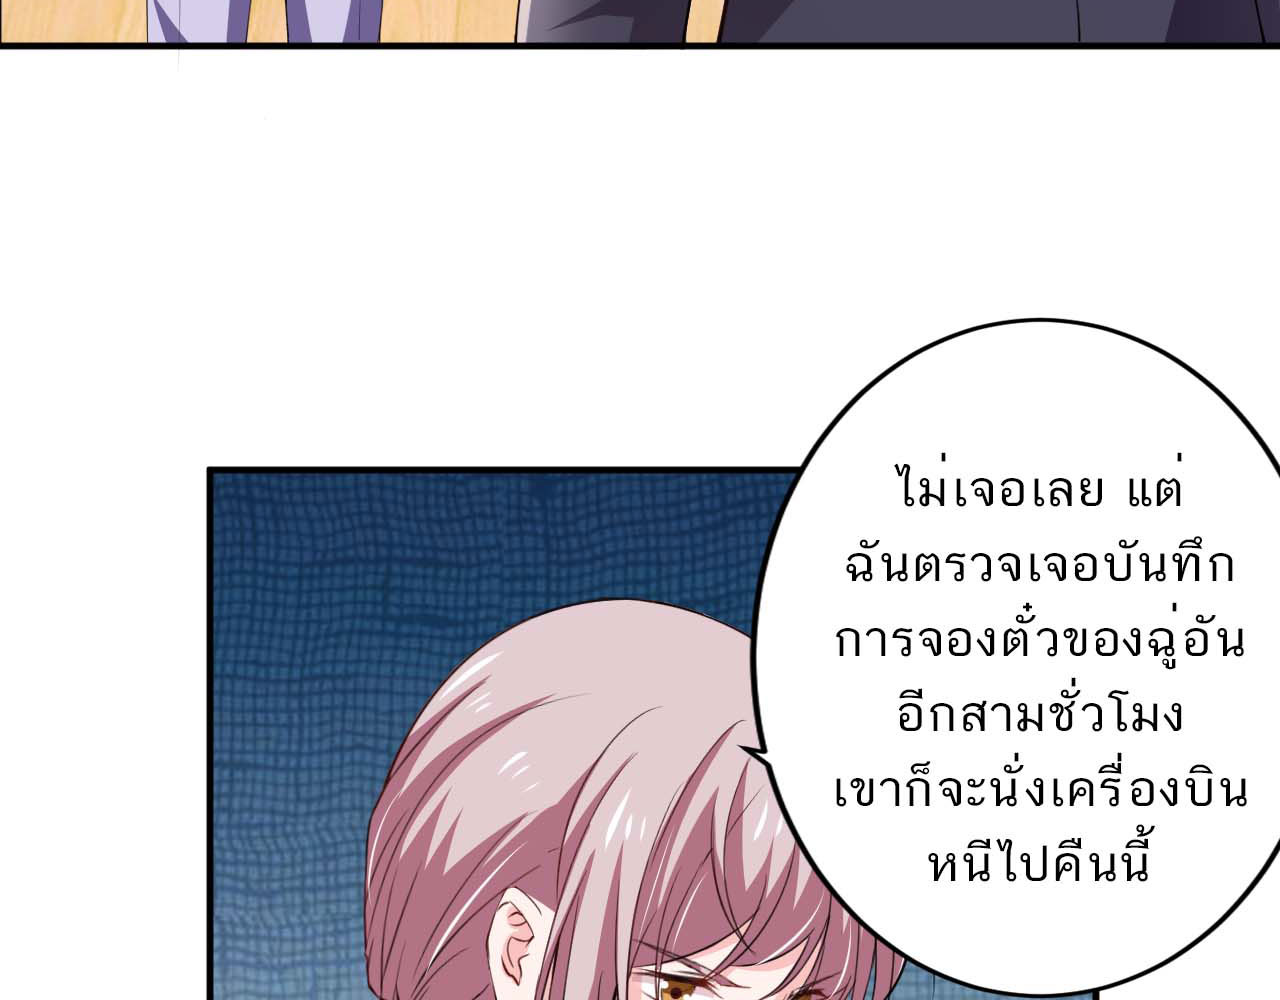 ไม่เจอเลย แต่
ฉันตรวจเจอบันทึก
การจองตั๋วของฉู่อัน
อีกสามชั่วโมง
เขาก็จะนั่งเครื่องบิน
หนีไปคืนนี้